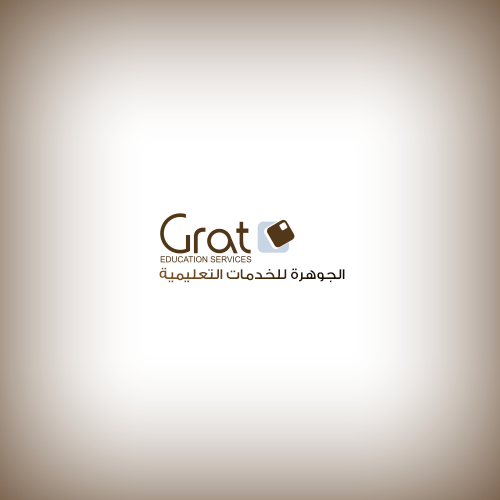 Grat
EDUCATION SERVICES
الجوهرة للخدمات التعليمية